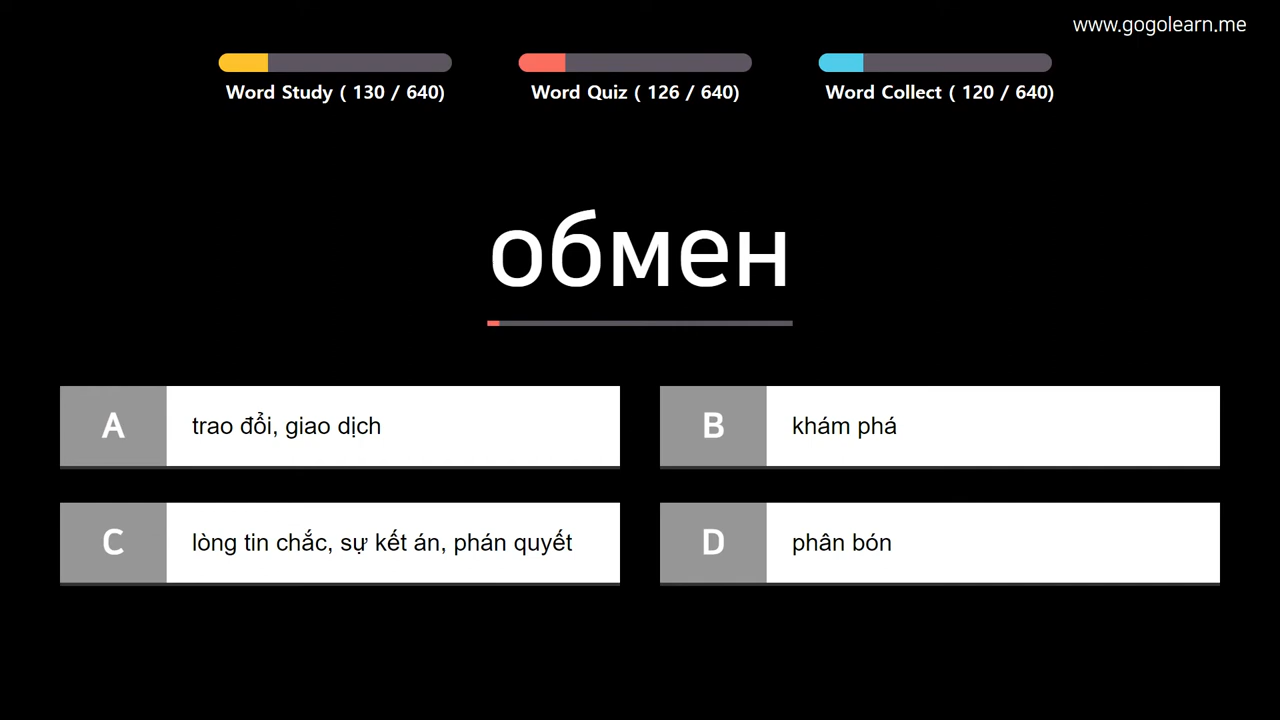 www.gogolearn.me
Word Study ( 130 / 640)
Word Quiz ( 126 / 640)
Word Collect ( 120 / 640)
обмен
A
trao đổi, giao dịch
B
khám phá
C
lòng tin chắc, sự kết án, phán quyết
D
phân bón